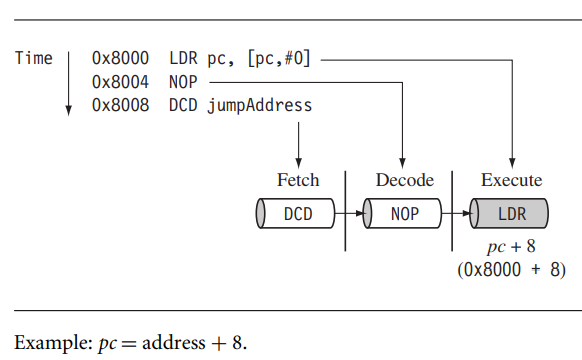 Time 0x8000 LDR pc, [pc,#0]
0x8004 NOP
0x8008 DCD jumpAddress
Fetch Decode Execute
DCD NOP LDR
pc + 8
(0x8000 + 8)
Example: pc = address + 8.